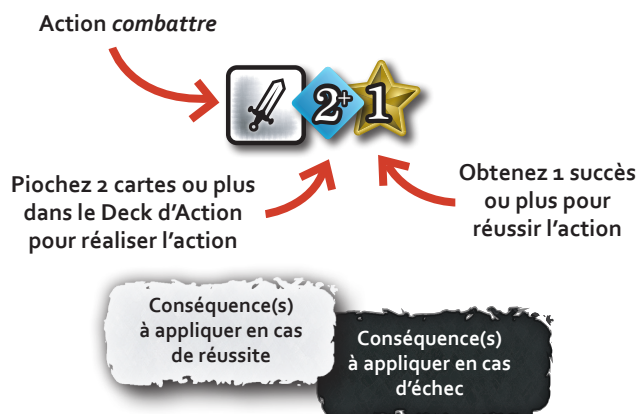 Action combattre
2+ 1
Piochez 2 cartes ou plus
dans le Deck d'Action
pour réaliser l'action
Obtenez 1 succès
ou plus pour
réussir l'action
Conséquence(s)
à appliquer en cas
de réussite
Conséquence(s)
à appliquer en cas
d'échec